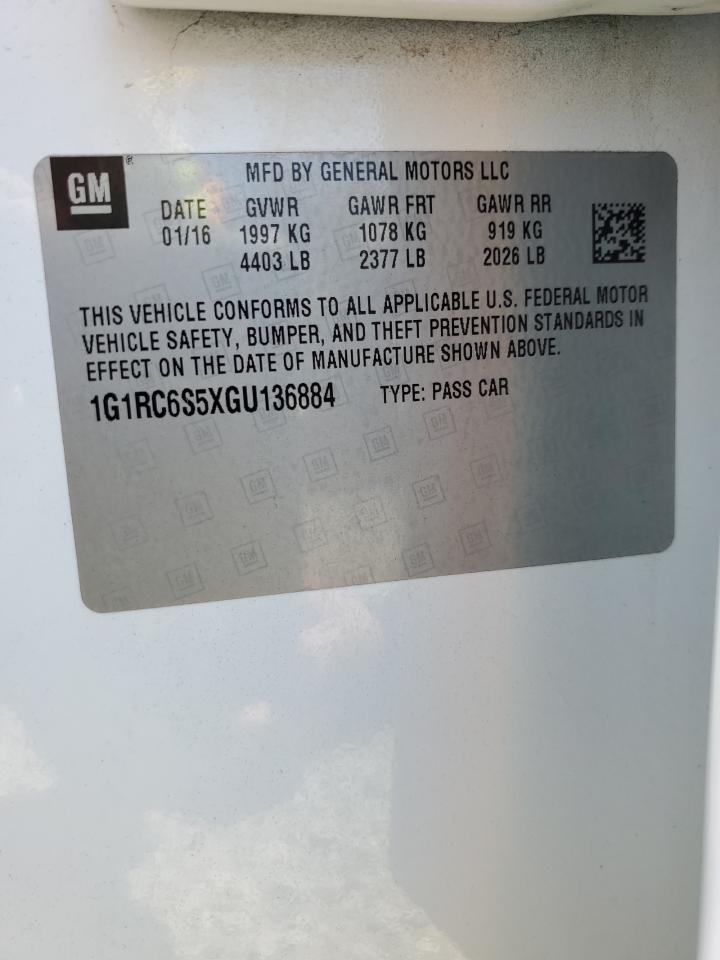 GM
MFD BY GENERAL MOTORS LLC
DATE GVWR GAWR FRT GAWR RR
01/16 1997 KG 1078 KG 919 KG
4403 LB 2377 LB 2026 LB
THIS VEHICLE CONFORMS TO ALL APPLICABLE U.S. FEDERAL MOTOR
VEHICLE SAFETY, BUMPER, AND THEFT PREVENTION STANDARDS IN
EFFECT ON THE DATE OF MANUFACTURE SHOWN ABOVE.
1G1RC6S5XGU136884 TYPE: PASS CAR